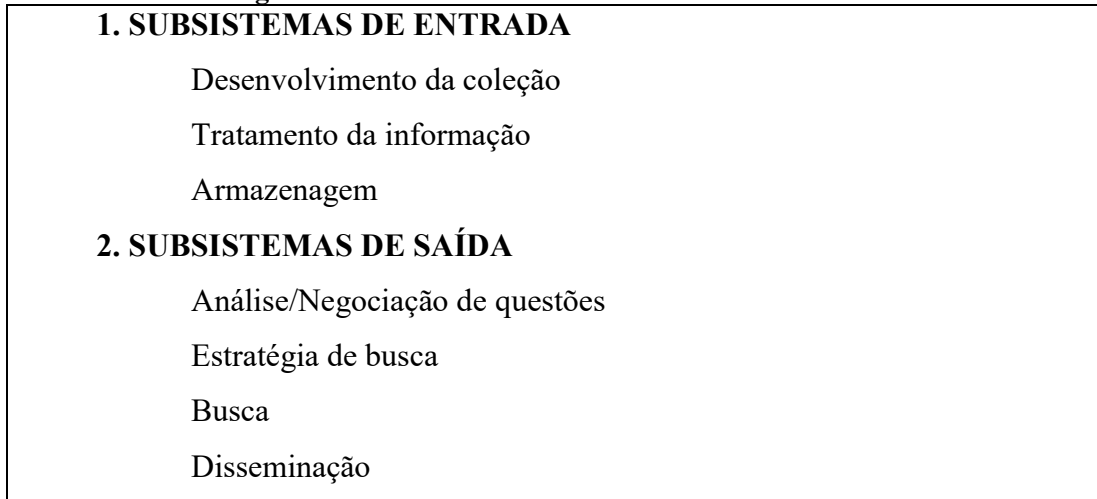 1. SUBSISTEMAS DE ENTRADA
Desenvolvimento da coleção
Tratamento da informação
Armazenagem
2. SUBSISTEMAS DE SAÍDA
Análise/Negociação de questões
Estratégia de busca
Busca
Disseminação